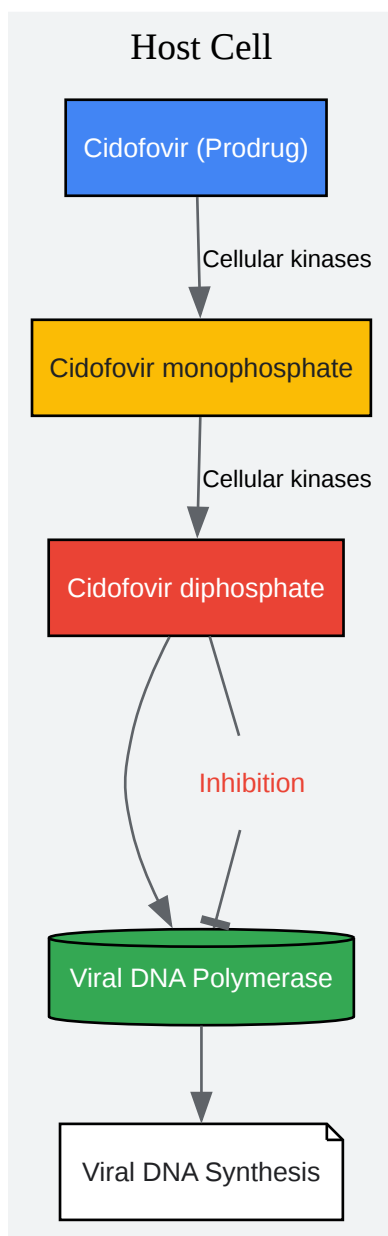 Host Cell
Cidofovir (Prodrug)
Cellular kinases
Cidofovir monophosphate
Cellular kinases
Cidofovir diphosphate
Inhibition
Viral DNA Polymerase
Viral DNA Synthesis